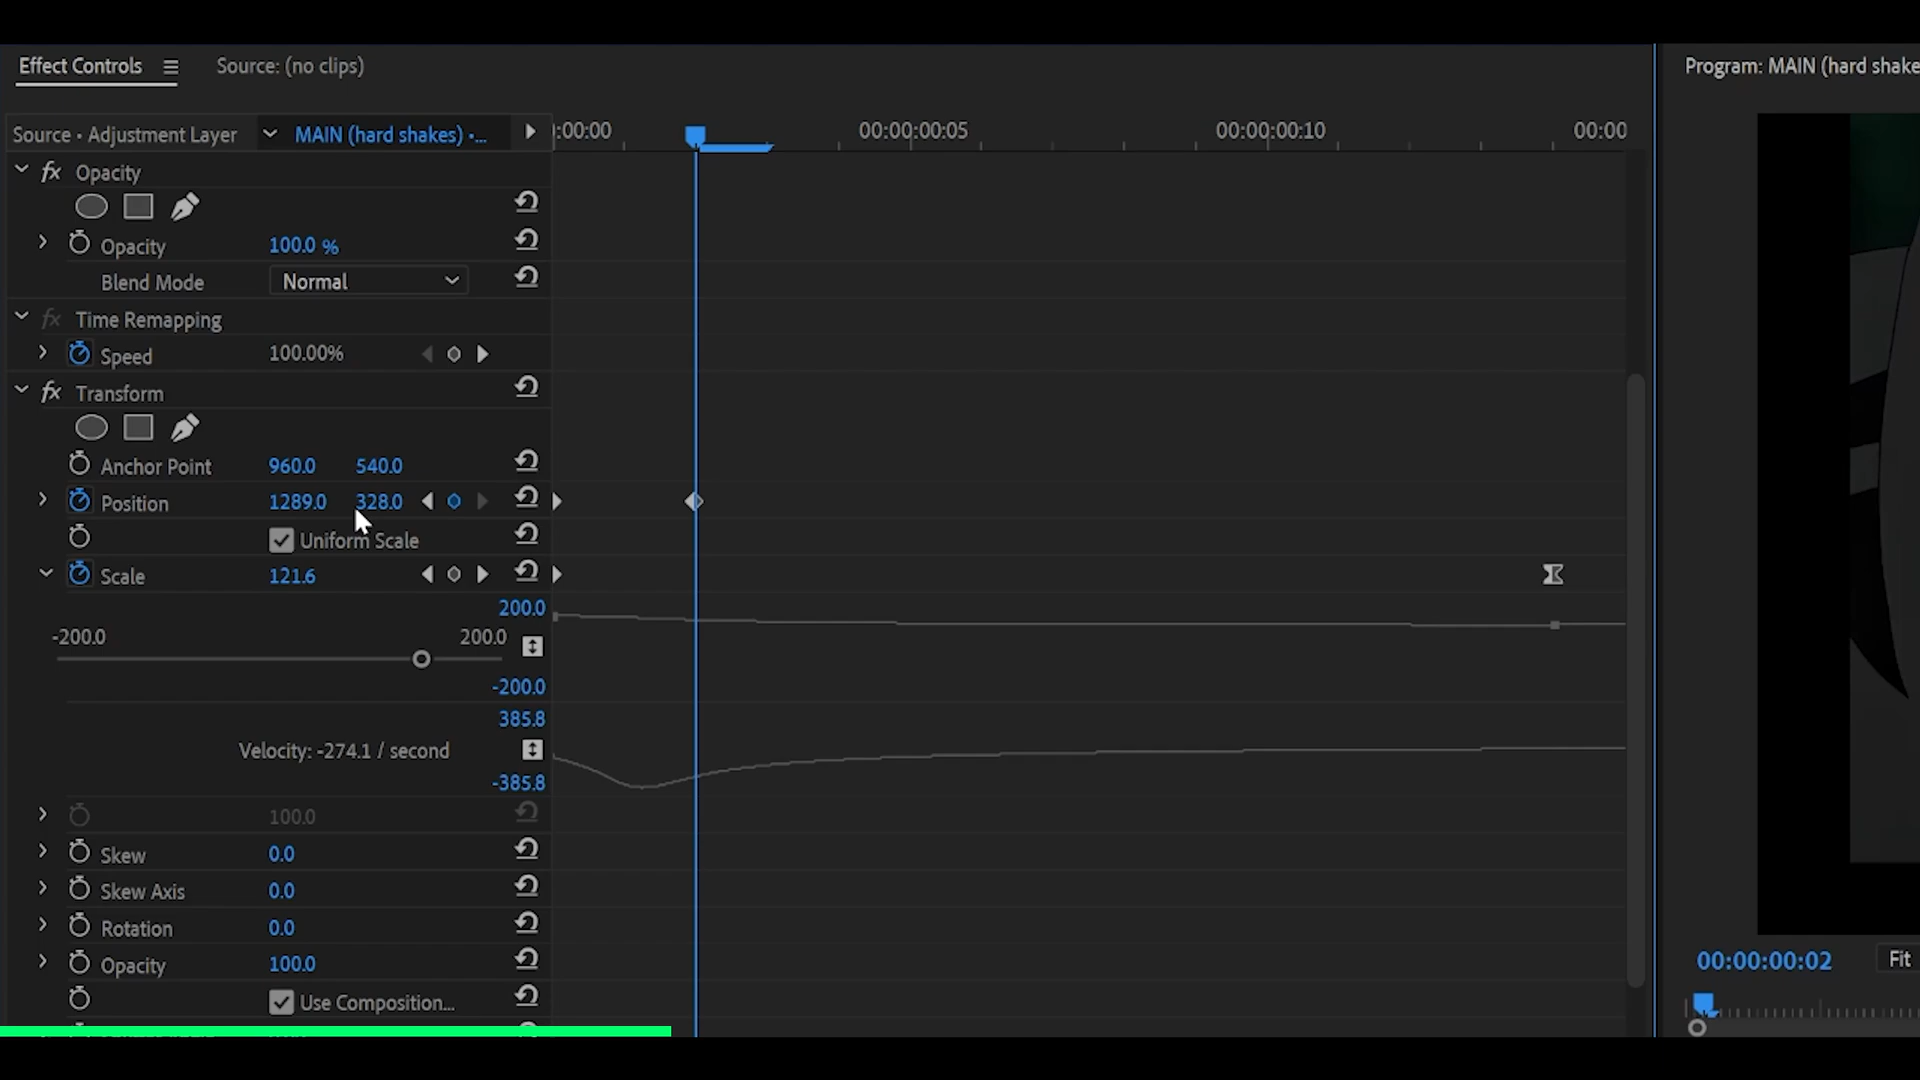 Effect Controls
Source: (no clips)
Program: MAIN (hard shake
Source • Adjustment Layer
MAIN (hard shakes) •...
:00:00
00:00:00:05
00:00:00:10
00:00
fx Opacity
Opacity 100.0 %
Blend Mode Normal
fx Time Remapping
Speed 100.00%
fx Transform
Anchor Point 960.0 540.0
Position 1289.0 328.0
Uniform Scale
Scale 121.6
200.0
-200.0 200.0
-200.0
385.8
Velocity: -274.1 / second
-385.8
100.0
Skew 0.0
Skew Axis 0.0
Rotation 0.0
Opacity 100.0
00:00:00:02 Fit
Use Composition...